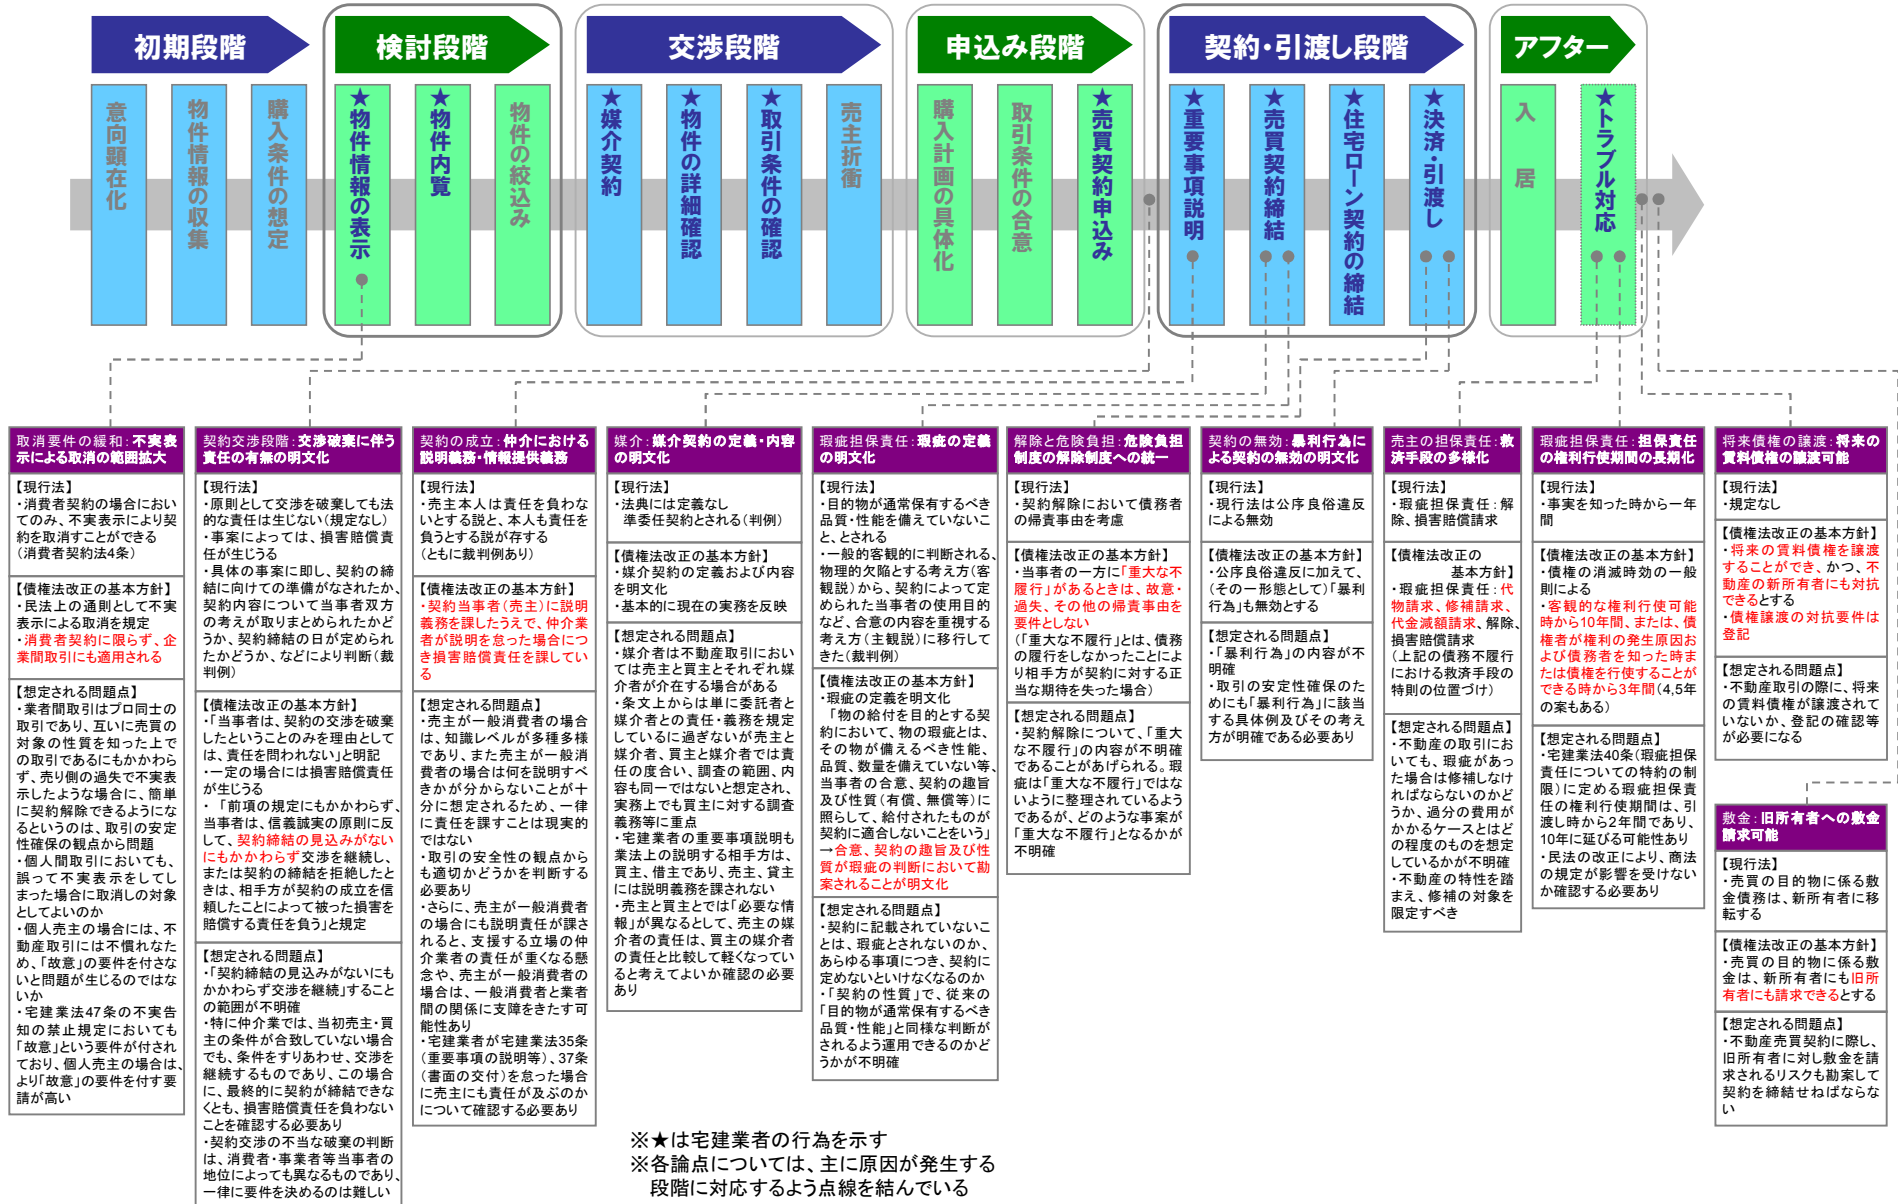 初期段階
検討段階
交渉段階
申込み段階
契約・引渡し段階
アフター
意向顕在化
物件情報の収集
購入条件の想定
★物件情報の表示
★物件内覧
物件の絞込み
★媒介契約
★物件の詳細確認
★取引条件の確認
売主折衝
購入計画の具体化
取引条件の合意
★売買契約申込み
★重要事項説明
★売買契約締結
★住宅ローン契約の締結
★決済・引渡し
入居
★トラブル対応
取消要件の緩和：不実表
示による取消の範囲拡大
【現行法】
・消費者契約の場合におい
てのみ、不実表示により契
約を取消すことができる
（消費者契約法4条）
【債権法改正の基本方針】
・民法上の通則として不実
表示による取消を規定
・消費者契約に限らず、企
業間取引にも適用される
【想定される問題点】
・業者間取引はプロ同士の
取引であり、互いに売買の
対象の性質を知った上で
の取引であるにもかかわら
ず、売り側の過失で不実表
示したような場合に、簡単
に契約解除できるようにな
るというのは、取引の安定
性確保の観点から問題
・個人間取引においても、
誤って不実表示をしてし
まった場合に取消しの対象
としてよいのか
・個人売主の場合には、不
動産取引には不慣れなた
め、「故意」の要件を付さな
いと問題が生じるのではな
いか
・宅建業法47条の不実告
知の禁止規定においても
「故意」という要件が付され
ており、個人売主の場合は、
より「故意」の要件を付す要
請が高い
契約交渉段階：交渉破棄に伴う
責任の有無の明文化
【現行法】
・原則として交渉を破棄しても法
的な責任は生じない（規定なし）
・事案によっては、損害賠償責
任が生じうる
・具体の事案に即し、契約の締
結に向けての準備がなされたか、
契約内容について当事者双方
の考えが取りまとめられたかど
うか、契約締結の日が定められ
たかどうか、などにより判断（裁
判例）
【債権法改正の基本方針】
・「当事者は、契約の交渉を破棄
したということのみを理由として
は、責任を問われない」と明記
・一定の場合には損害賠償責任
が生じうる
・「前項の規定にもかかわらず、
当事者は、信義誠実の原則に反
して、契約締結の見込みがない
にもかかわらず交渉を継続し、
または契約の締結を拒絶したと
きは、相手方が契約の成立を信
頼したことによって被った損害を
賠償する責任を負う」と規定
【想定される問題点】
・「契約締結の見込みがないにも
かかわらず交渉を継続」すること
の範囲が不明確
・特に仲介業では、当初売主・買
主の条件が合致していない場合
でも、条件をすりあわせ、交渉を
継続するものであり、この場合
に、最終的に契約が締結できな
くとも、損害賠償責任を負わない
ことを確認する必要あり
・契約交渉の不当な破棄の判断
は、消費者・事業者等当事者の
地位によっても異なるものであり、
一律に要件を決めるのは難しい
契約の成立：仲介における
説明義務・情報提供義務
【現行法】
・売主本人は責任を負わな
いとする説と、本人も責任を
負うとする説が存する
（ともに裁判例あり）
【債権法改正の基本方針】
・契約当事者（売主）に説明
義務を課したうえで、仲介業
者が説明を怠った場合につ
き損害賠償責任を課してい
る
【想定される問題点】
・売主が一般消費者の場合
は、知識レベルが多種多様
であり、また売主が一般消
費者の場合は何を説明すべ
きかが分からないことが十
分に想定されるため、一律
に責任を課すことは現実的
ではない
・取引の安全性の観点から
も適切かどうかを判断する
必要あり
・さらに、売主が一般消費者
の場合にも説明責任が課さ
れると、支援する立場の仲
介業者の責任が重くなる懸
念や、売主が一般消費者の
場合は、一般消費者と業者
間の関係に支障をきたす可
能性あり
・宅建業者が宅建業法35条
（重要事項の説明等）、37条
（書面の交付）を怠った場合
に売主にも責任が及ぶのか
について確認する必要あり
媒介：媒介契約の定義・内容
の明文化
【現行法】
・法典には定義なし
準委任契約とされる（判例）
【債権法改正の基本方針】
・媒介契約の定義および内容
を明文化
・基本的に現在の実務を反映
【想定される問題点】
・媒介者は不動産取引におい
ては売主と買主とそれぞれ媒
介者が介在する場合がある
・条文上からは単に委託者と
媒介者との責任・義務を規定
しているに過ぎないが売主と
媒介者、買主と媒介者では責
任の度合い、調査の範囲、内
容も同一ではないと想定され、
実務上でも買主に対する調査
義務等に重点
・宅建業者の重要事項説明も
業法上の説明する相手方は、
買主、借主であり、売主、貸主
には説明義務を課されない
・売主と買主とでは「必要な情
報」が異なるとして、売主の媒
介者の責任は、買主の媒介者
の責任と比較して軽くなってい
ると考えてよいか確認の必要
あり
瑕疵担保責任：瑕疵の定義
の明文化
【現行法】
・目的物が通常保有するべき
品質・性能を備えていないこ
と、とされる
・一般的客観的に判断される、
物理的欠陥とする考え方（客
観説）から、契約によって定
められた当事者の使用目的
など、合意の内容を重視する
考え方（主観説）に移行して
きた（裁判例）
【債権法改正の基本方針】
・瑕疵の定義を明文化
「物の給付を目的とする契
約において、物の瑕疵とは、
その物が備えるべき性能、
品質、数量を備えていない等、
当事者の合意、契約の趣旨
及び性質（有償、無償等）に
照らして、給付されたものが
契約に適合しないことをいう」
→合意、契約の趣旨及び性
質が瑕疵の判断において勘
案されることが明文化
【想定される問題点】
・契約に記載されていないこ
とは、瑕疵とされないのか、
あらゆる事項につき、契約に
定めないといけなくなるのか
・「契約の性質」で、従来の
「目的物が通常保有するべき
品質・性能」と同様な判断が
されるよう運用できるのかど
うかが不明確
解除と危険負担：危険負担
制度の解除制度への統一
【現行法】
・契約解除において債務者
の帰責事由を考慮
【債権法改正の基本方針】
・当事者の一方に「重大な不
履行」があるときは、故意・
過失、その他の帰責事由を
要件としない
（「重大な不履行」とは、債務
の履行をしなかったことによ
り相手方が契約に対する正
当な期待を失った場合）
【想定される問題点】
・契約解除について、「重大
な不履行」の内容が不明確
であることがあげられる。瑕
疵は「重大な不履行」ではな
いように整理されているよう
であるが、どのような事案が
「重大な不履行」となるかが
不明確
契約の無効：暴利行為に
よる契約の無効の明文化
【現行法】
・現行法は公序良俗違反
による無効
【債権法改正の基本方針】
・公序良俗違反に加えて、
（その一形態として）「暴利
行為」も無効とする
【想定される問題点】
・「暴利行為」の内容が不
明確
・取引の安定性確保のた
めにも「暴利行為」に該当
する具体例及びその考え
方が明確である必要あり
売主の担保責任：救
済手段の多様化
【現行法】
・瑕疵担保責任：解
除、損害賠償請求
【債権法改正の
基本方針】
・瑕疵担保責任：代
物請求、修補請求、
代金減額請求、解除、
損害賠償請求
（上記の債務不履行
における救済手段の
特則の位置づけ）
【想定される問題点】
・不動産の取引にお
いても、瑕疵があっ
た場合は修補しなけ
ればならないのかど
うか、過分の費用が
かかるケースとはど
の程度のものを想定
しているかが不明確
・不動産の特性を踏
まえ、修補の対象を
限定すべき
瑕疵担保責任：担保責任
の権利行使期間の長期化
【現行法】
・事実を知った時から一年
間
【債権法改正の基本方針】
・債権の消滅時効の一般
則による
・客観的な権利行使可能
時から10年間、または、債
権者が権利の発生原因お
よび債務者を知った時ま
たは債権を行使することが
できる時から3年間（4,5年
の案もある）
【想定される問題点】
・宅建業法40条（瑕疵担保
責任についての特約の制
限）に定める瑕疵担保責
任の権利行使期間は、引
渡し時から2年間であり、
10年に延びる可能性あり
・民法の改正により、商法
の規定が影響を受けない
か確認する必要あり
将来債権の譲渡：将来の
賃料債権の譲渡可能
【現行法】
・規定なし
【債権法改正の基本方針】
・将来の賃料債権を譲渡
することができ、かつ、不
動産の新所有者にも対抗
できるとする
・債権譲渡の対抗要件は
登記
【想定される問題点】
・不動産取引の際に、将来
の賃料債権が譲渡されて
いないか、登記の確認等
が必要になる
敷金：旧所有者への敷金
請求可能
【現行法】
・売買の目的物に係る敷
金債務は、新所有者に移
転する
【債権法改正の基本方針】
・売買の目的物に係る敷
金は、新所有者にも旧所
有者にも請求できるとする
【想定される問題点】
・不動産売買契約に際し、
旧所有者に対し敷金を請
求されるリスクも勘案して
契約を締結せねばならな
い
※★は宅建業者の行為を示す
※各論点については、主に原因が発生する
段階に対応するよう点線を結んでいる